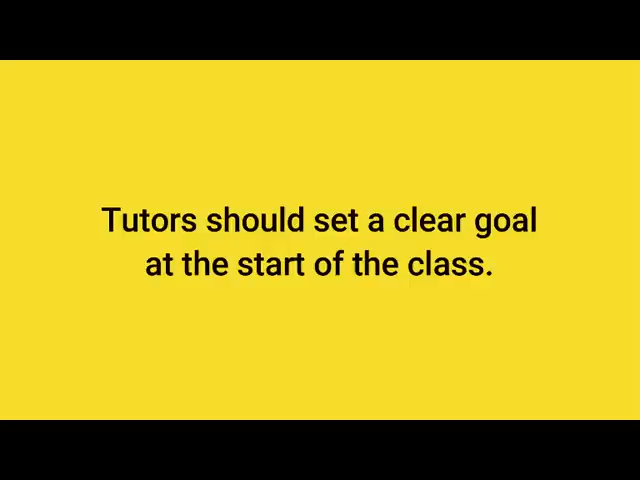 Tutors should set a clear goal
at the start of the class.